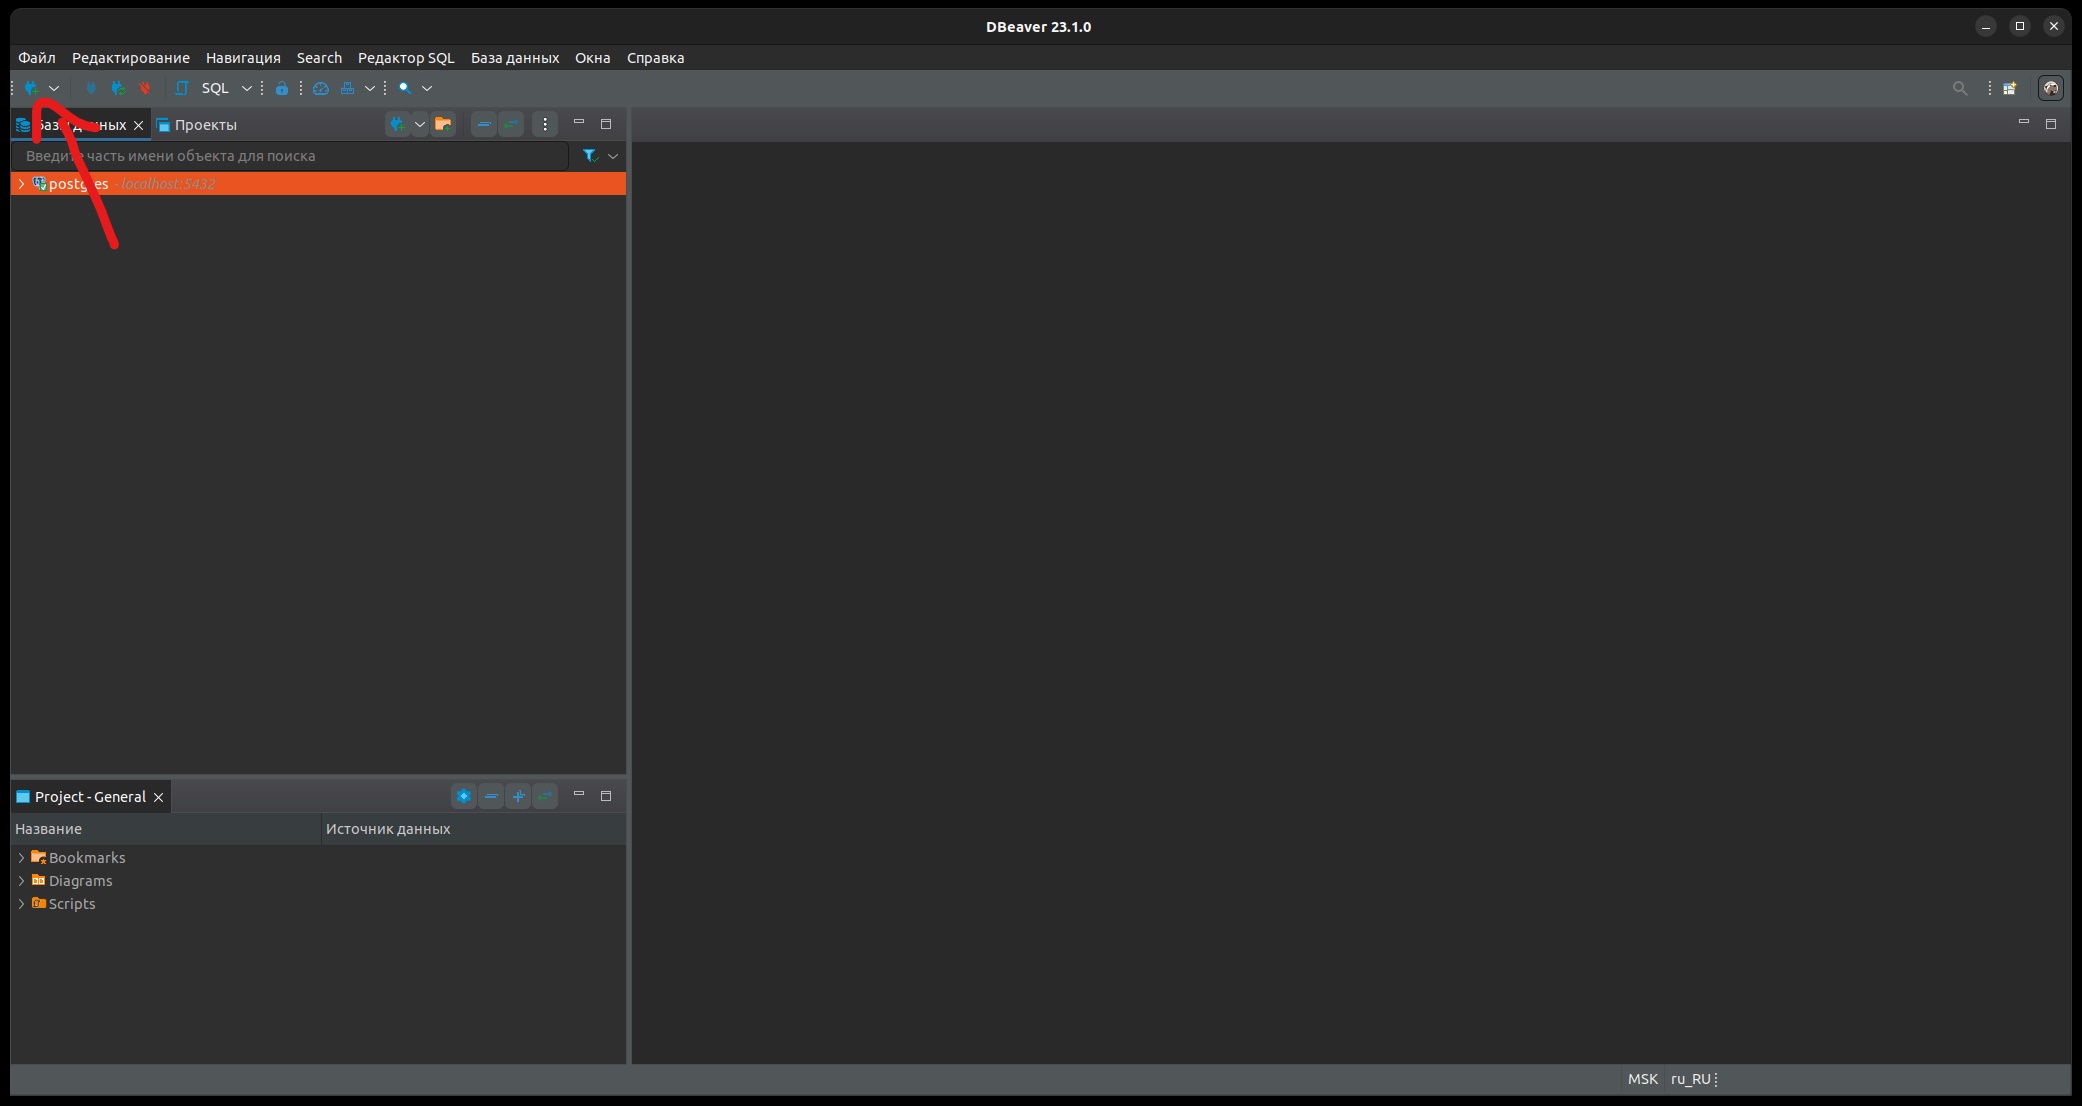 DBeaver 23.1.0
Файл Редактирование Навигация Search Редактор SQL База данных Окна Справка
SQL
Базы данных Проекты
Введите часть имени объекта для поиска
postgres - localhost:5432
Project - General
Название Источник данных
Bookmarks
Diagrams
Scripts
MSK ru_RU